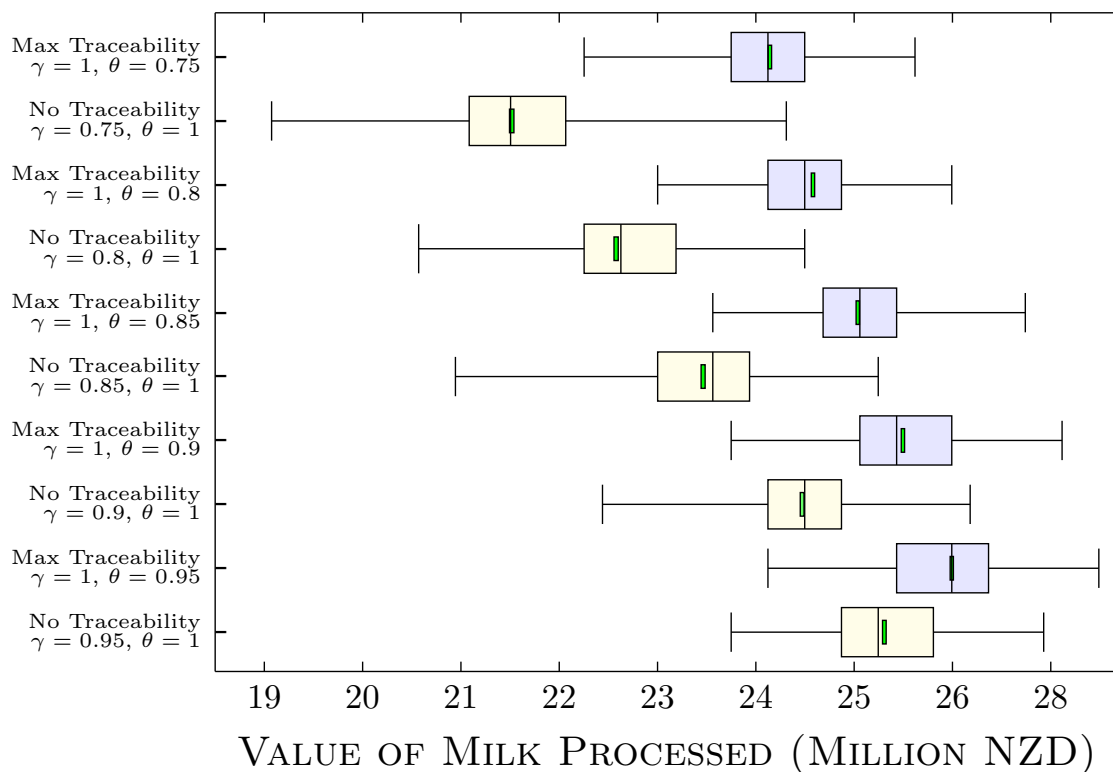 Max Traceability
γ = 1, θ = 0.75
No Traceability
γ = 0.75, θ = 1
Max Traceability
γ = 1, θ = 0.8
No Traceability
γ = 0.8, θ = 1
Max Traceability
γ = 1, θ = 0.85
No Traceability
γ = 0.85, θ = 1
Max Traceability
γ = 1, θ = 0.9
No Traceability
γ = 0.9, θ = 1
Max Traceability
γ = 1, θ = 0.95
No Traceability
γ = 0.95, θ = 1
19 20 21 22 23 24 25 26 28
Value of Milk Processed (Million NZD)